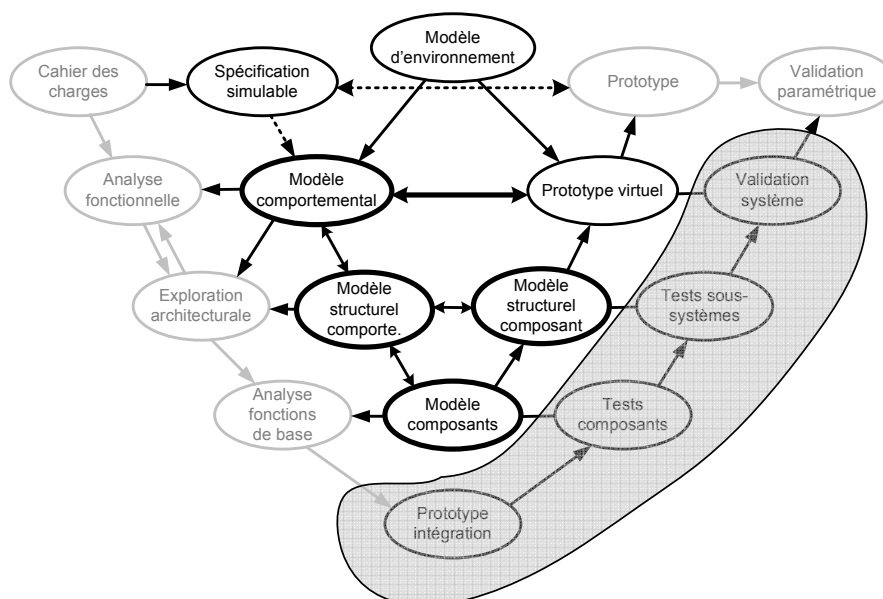 Modèle
d'environnement
Cahier des
charges
Spécification
simulable
Prototype
Validation
paramétrique
Analyse
fonctionnelle
Modèle
comportemental
Prototype virtuel
Validation
système
Exploration
architecturale
Modèle
structurel
comporte.
Modèle
structurel
composant
Tests sous-
systèmes
Analyse
fonctions
de base
Modèle
composants
Tests
composants
Prototype
intégration